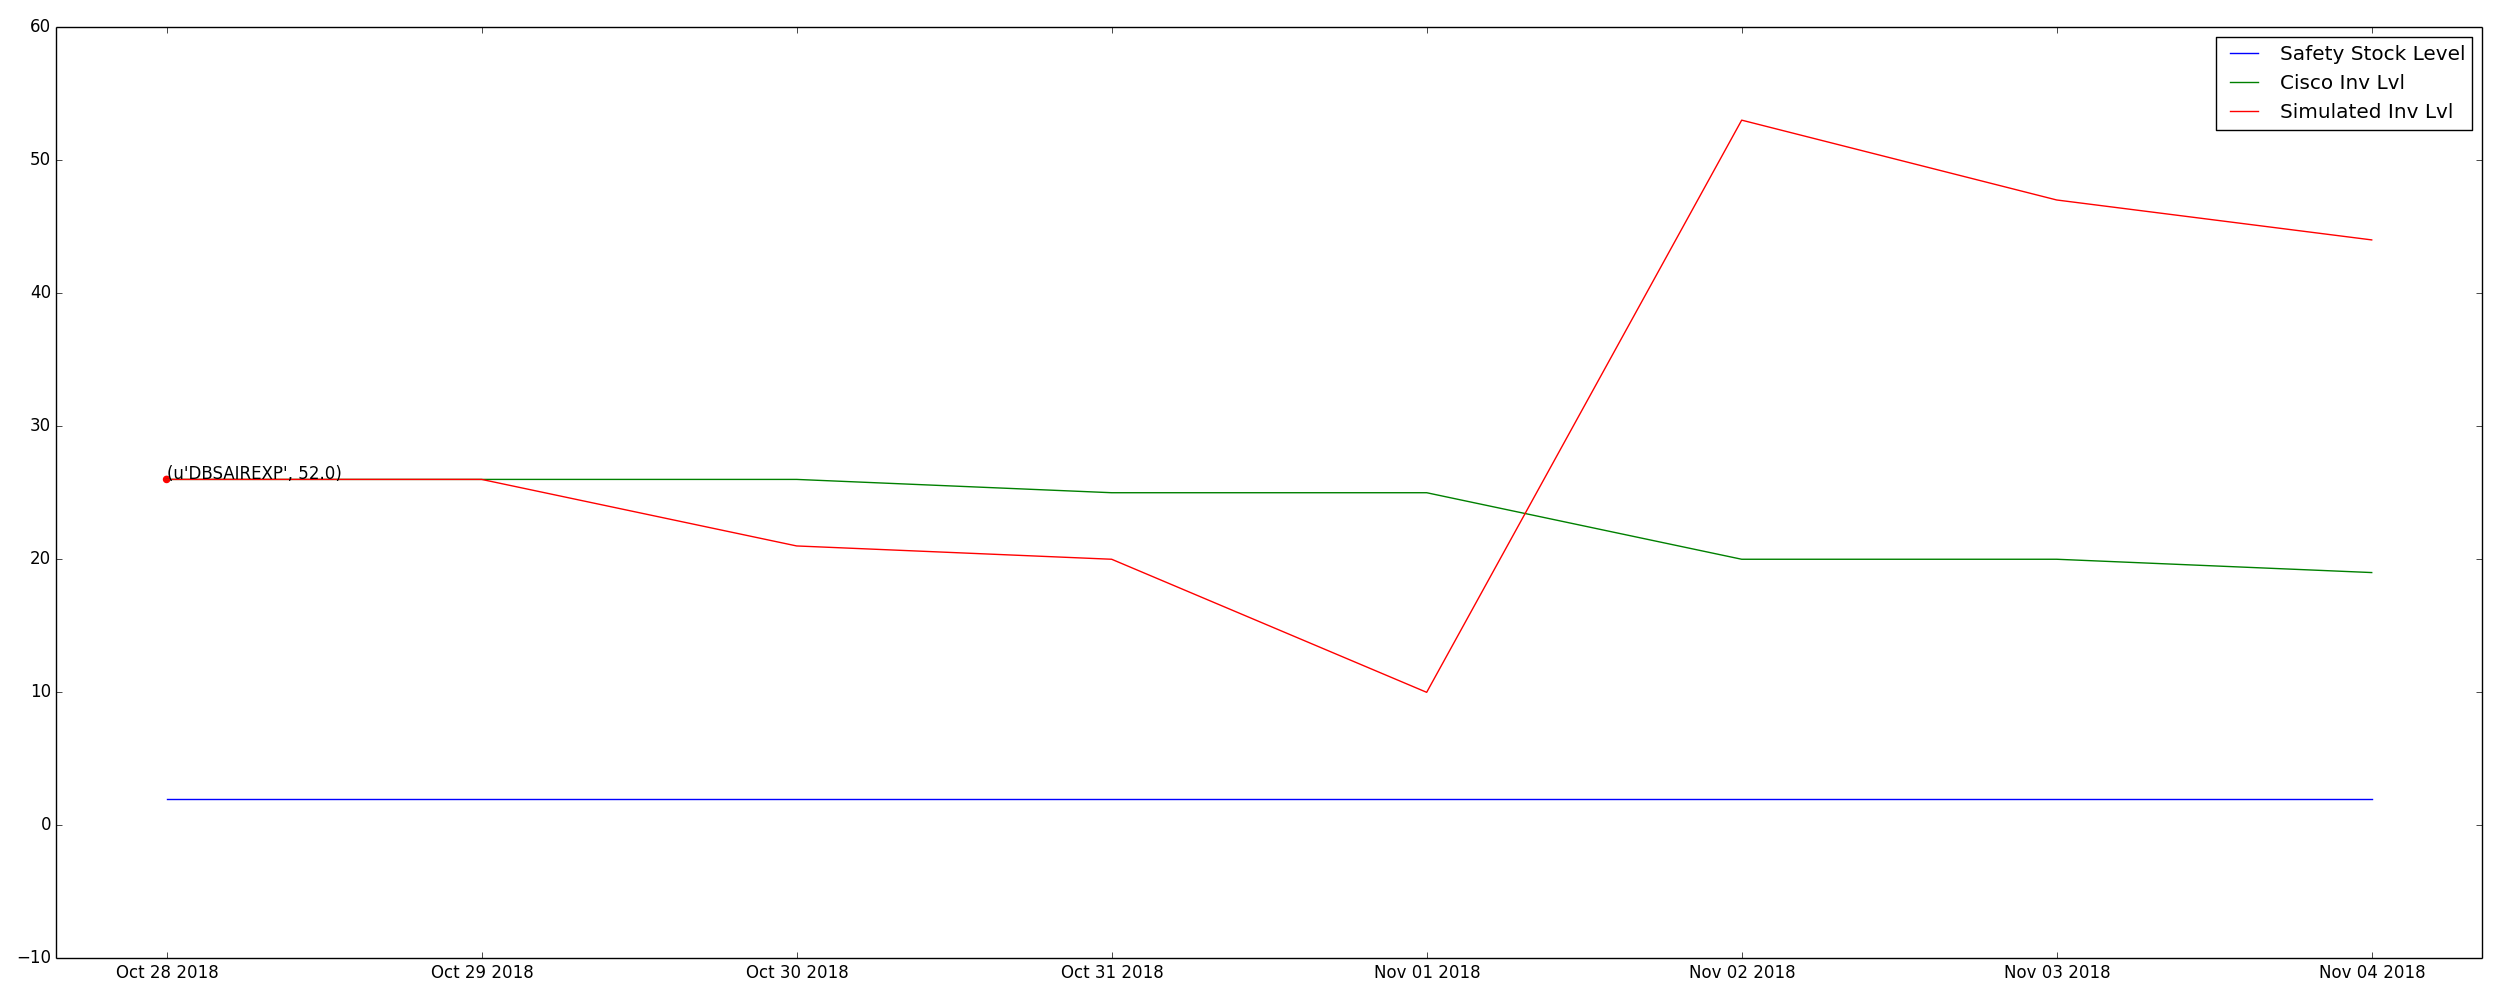 60
50
40
30
20
10
0
−10
Safety Stock Level
Cisco Inv Lvl
Simulated Inv Lvl
(u'DBSAIREXP', 52.0)
Oct 28 2018
Oct 29 2018
Oct 30 2018
Oct 31 2018
Nov 01 2018
Nov 02 2018
Nov 03 2018
Nov 04 2018